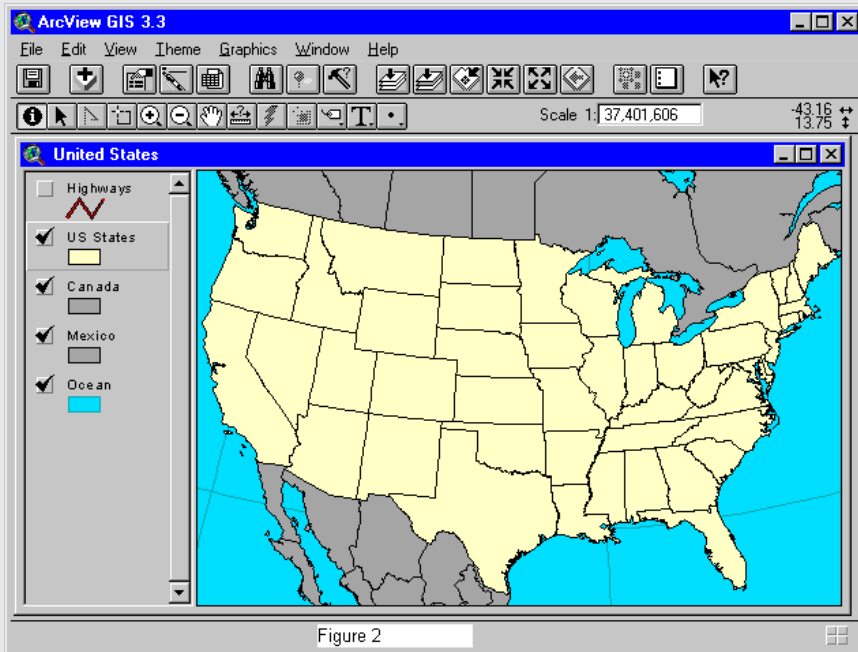 ArcView GIS 3.3
File Edit View Theme Graphics Window Help
Scale 1: 37,401,606
-43.16
13.75
United States
Highways
US States
Canada
Mexico
Ocean
Figure 2